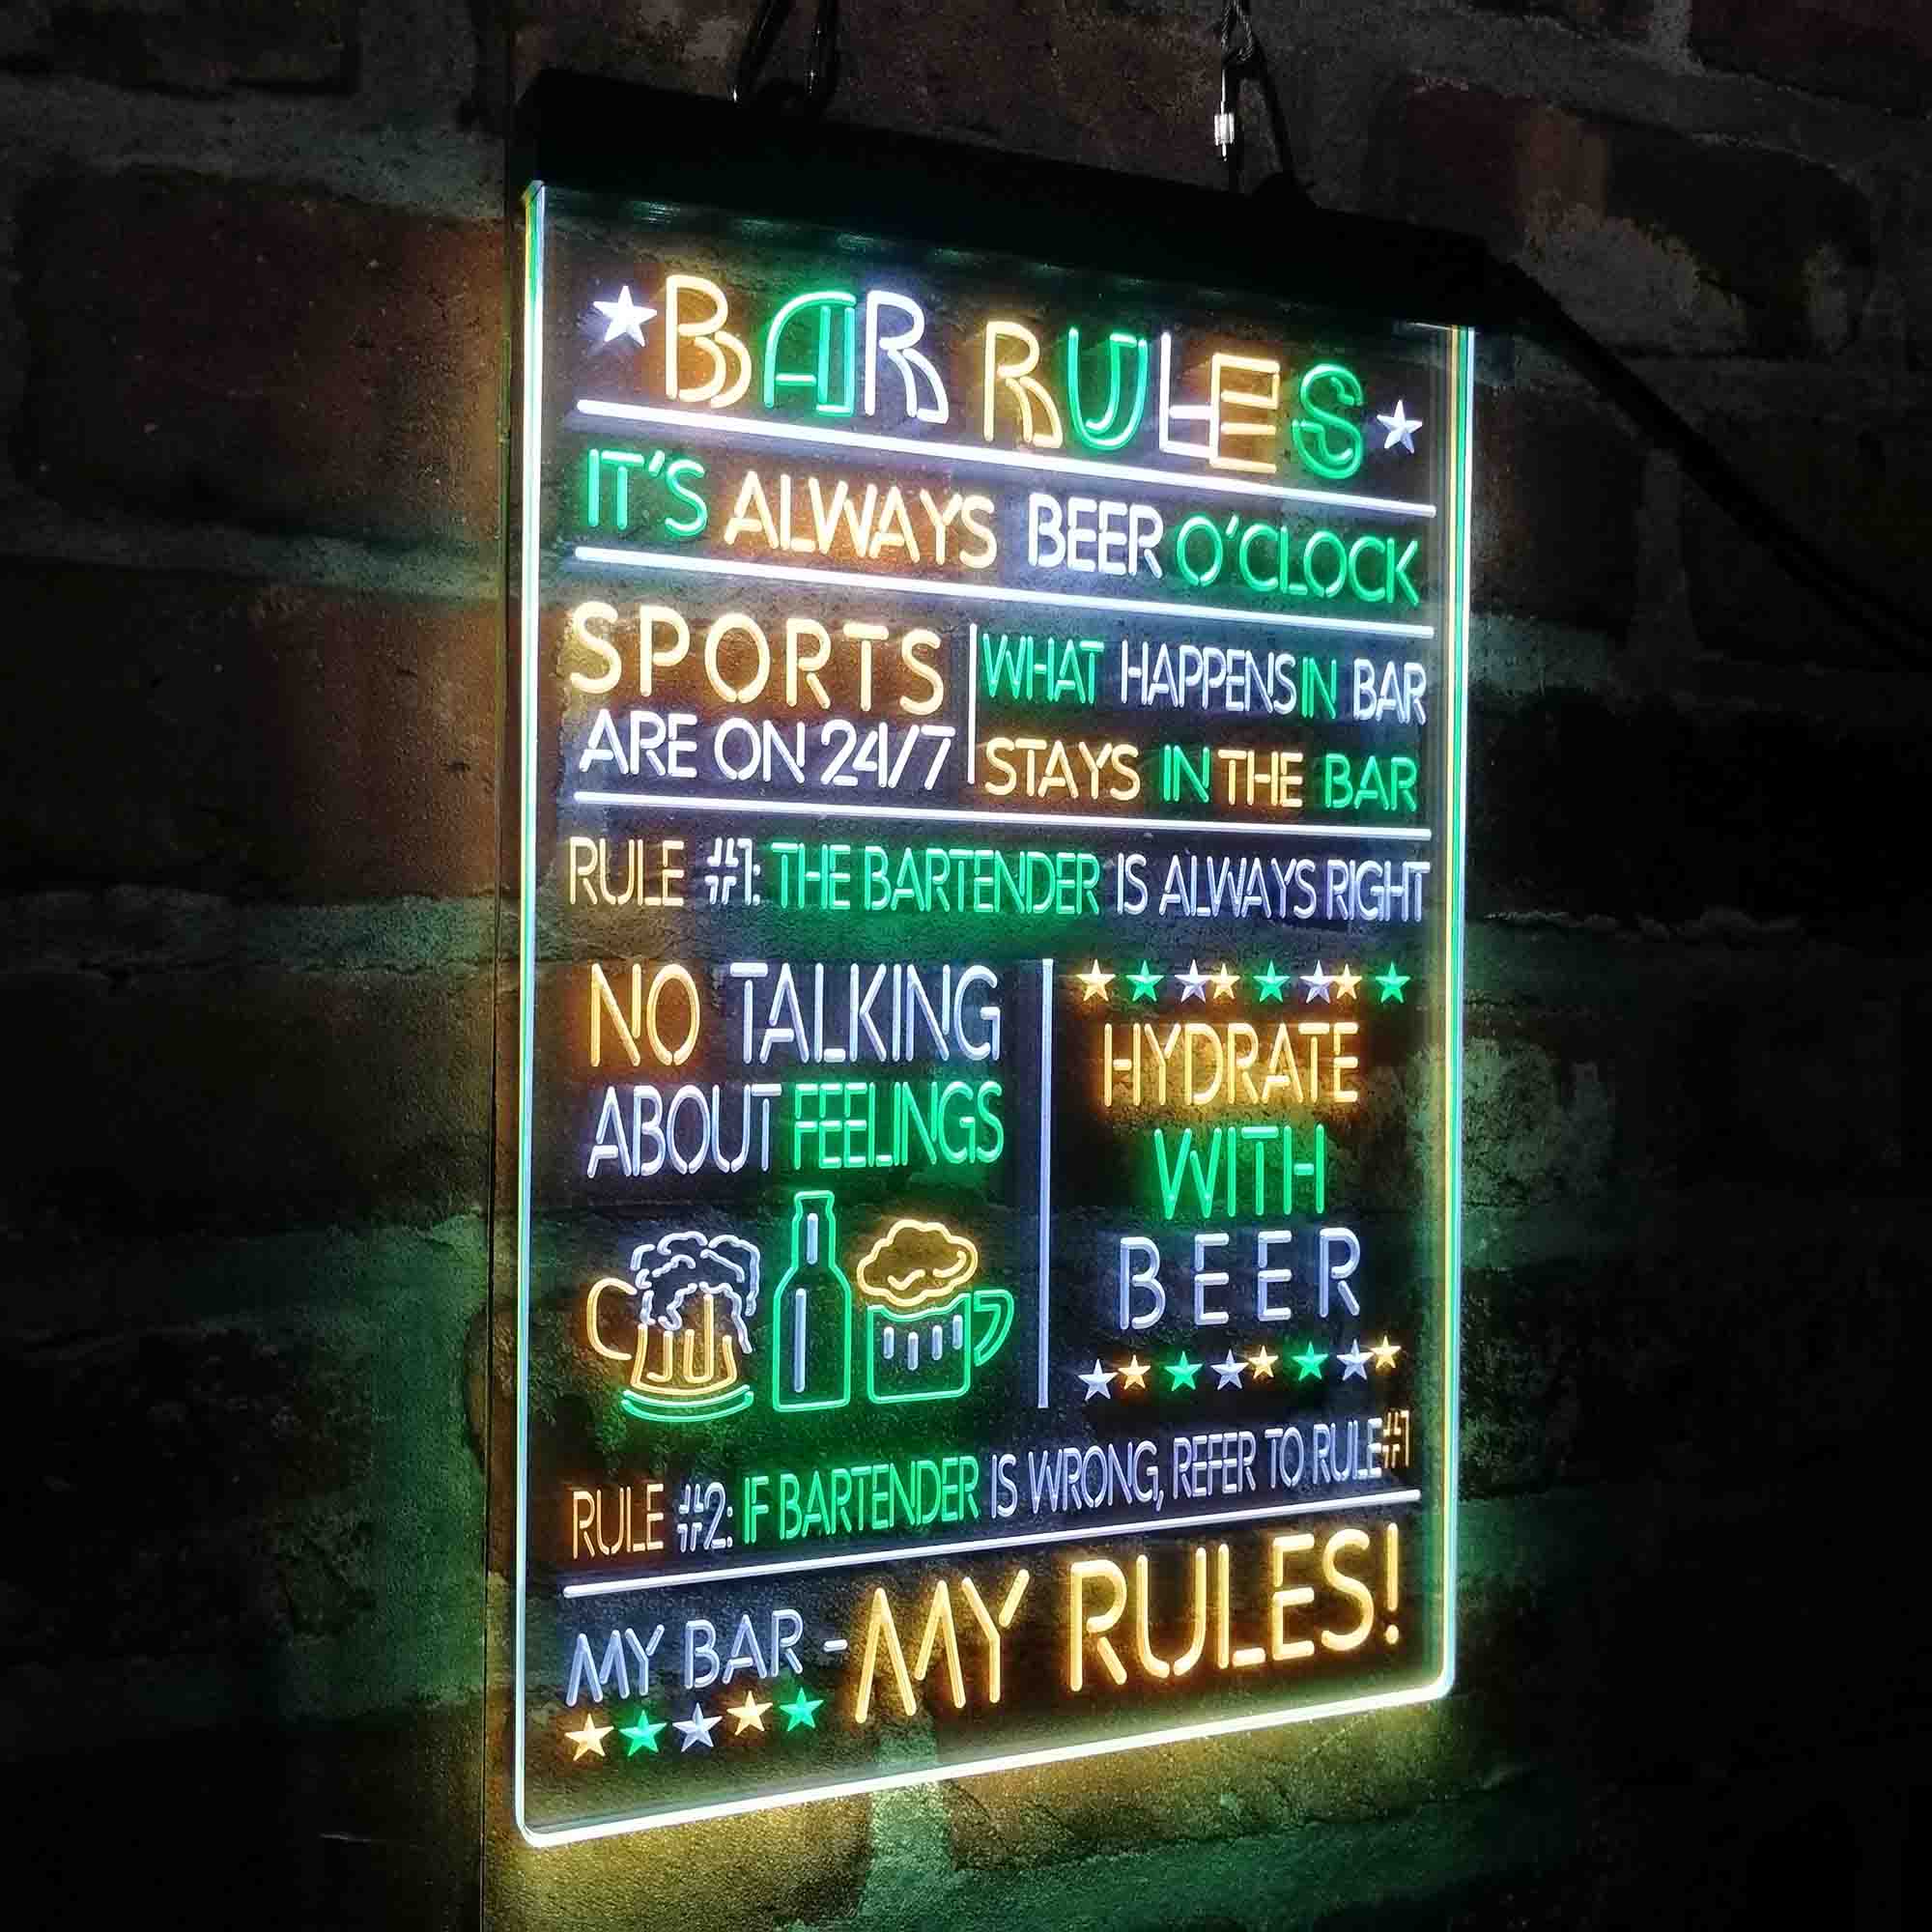 BAR RULES
IT'S ALWAYS BEER O'CLOCK
SPORTS
ARE ON 24/7
WHAT HAPPENS IN BAR
STAYS IN THE BAR
RULE #1: THE BARTENDER IS ALWAYS RIGHT
NO TALKING
ABOUT FEELINGS
HYDRATE
WITH
BEER
RULE #2: IF BARTENDER IS WRONG, REFER TO RULE #1
MY BAR - MY RULES!